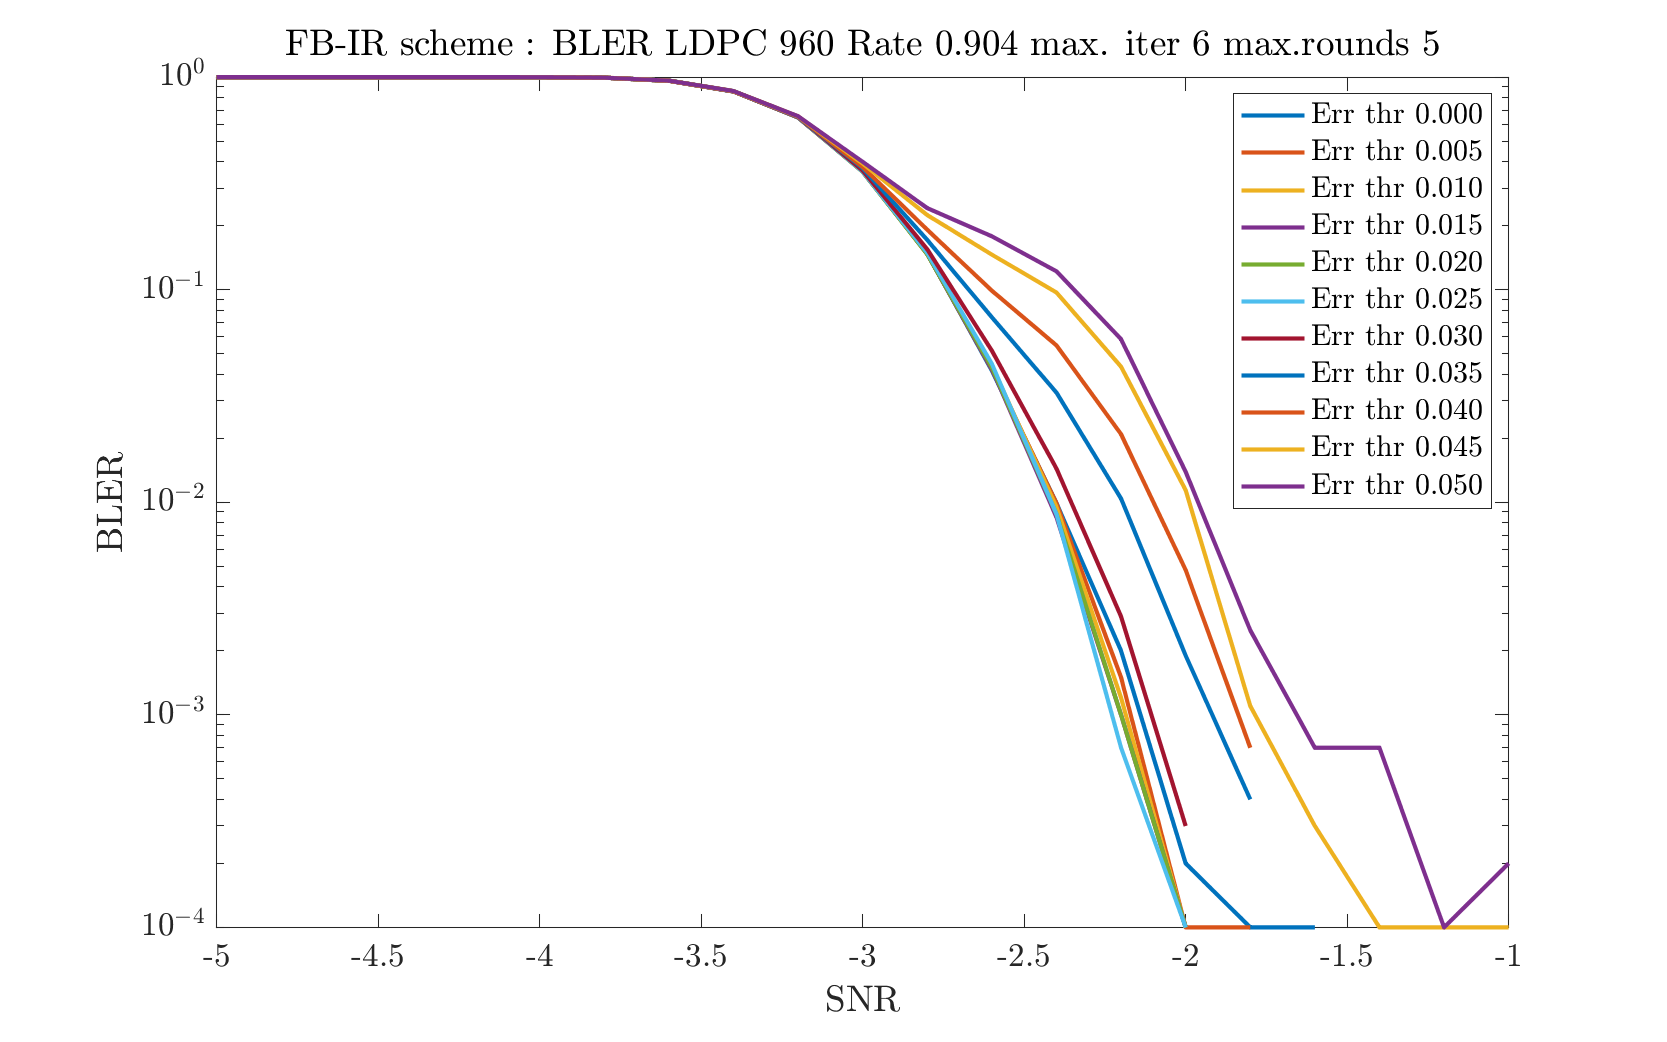 FB-IR scheme : BLER LDPC 960 Rate 0.904 max. iter 6 max.rounds 5
10^0
10^-1
10^-2
10^-3
10^-4
BLER
Err thr 0.000
Err thr 0.005
Err thr 0.010
Err thr 0.015
Err thr 0.020
Err thr 0.025
Err thr 0.030
Err thr 0.035
Err thr 0.040
Err thr 0.045
Err thr 0.050
-5 -4.5 -4 -3.5 -3 -2.5 -2 -1.5 -1
SNR